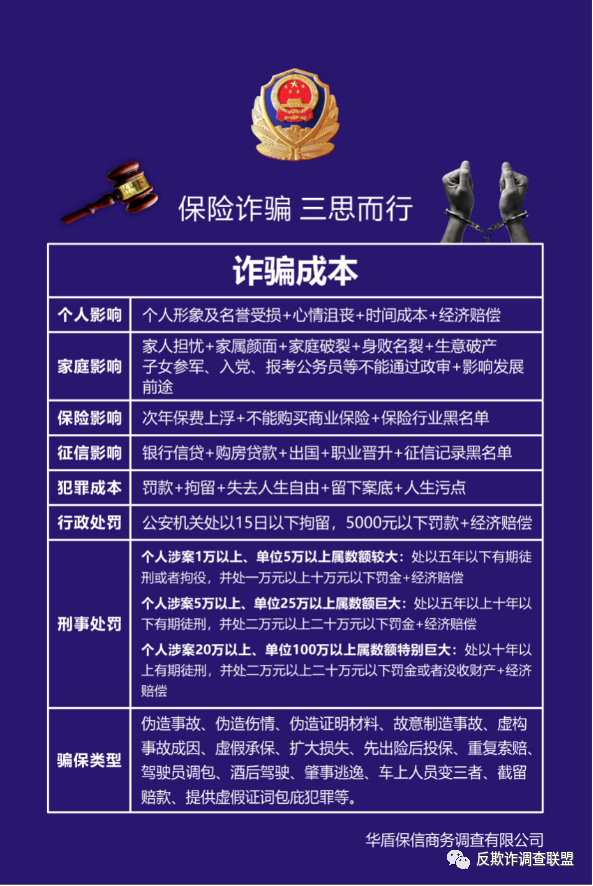 保险诈骗 三思而行
诈骗成本
个人影响
个人形象及名誉受损+心情沮丧+时间成本+经济赔偿
家庭影响
家人担忧+家属颜面+家庭破裂+身败名裂+生意破产
子女参军、入党、报考公务员等不能通过政审+影响发展
前途
保险影响
次年保费上浮+不能购买商业保险+保险行业黑名单
征信影响
银行信贷+购房贷款+出国+职业晋升+征信记录黑名单
犯罪成本
罚款+拘留+失去人生自由+留下案底+人生污点
行政处罚
公安机关处以15日以下拘留，5000元以下罚款+经济赔偿
刑事处罚
个人涉案1万以上、单位5万以上属数额较大：处以五年以下有期徒
刑或者拘役，并处一万元以上十万元以下罚金+经济赔偿
个人涉案5万以上、单位25万以上属数额巨大：处以五年以上十年以
下有期徒刑，并处二万元以上二十万元以下罚金+经济赔偿
个人涉案20万以上、单位100万以上属数额特别巨大：处以十年以
上有期徒刑，并处二万元以上二十万元以下罚金或者没收财产+经济
赔偿
骗保类型
伪造事故、伪造伤情、伪造证明材料、故意制造事故、虚构
事故成因、虚假承保、扩大损失、先出险后投保、重复索赔、
驾驶员调包、酒后驾驶、肇事逃逸、车上人员变三者、截留
赔款、提供虚假证词包庇犯罪等。
华盾保信商务调查有限公司
反欺诈调查联盟